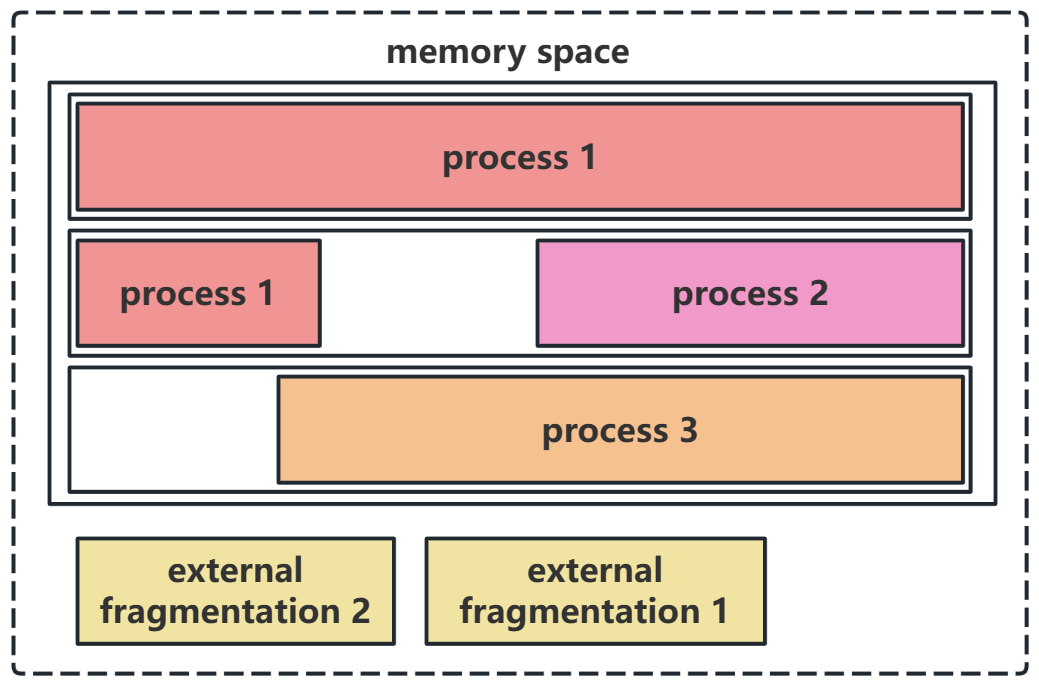 memory space
process 1
process 1
process 2
process 3
external
fragmentation 2
external
fragmentation 1